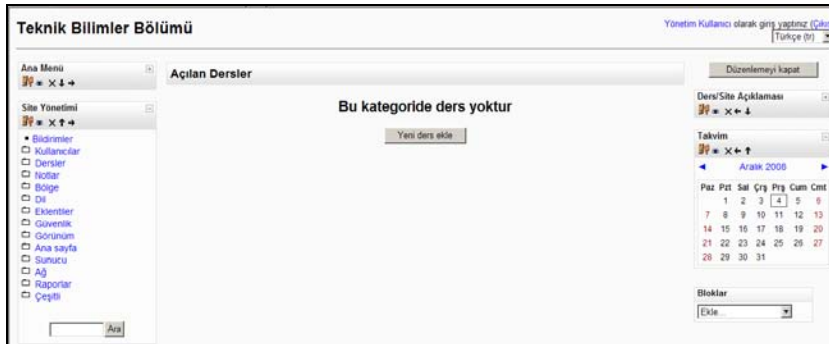 Teknik Bilimler Bölümü
Yönetim Kullanıcı olarak giriş yaptınız (Çıkış
Türkçe (tr)
Ana Menü
Site Yönetimi
Bildirimler
Kullanıcılar
Dersler
Notlar
Bölge
Dil
Eklentiler
Güvenlik
Görünüm
Ana sayfa
Sunucu
Ağ
Raporlar
Çeşitli
Ara
Açılan Dersler
Bu kategoride ders yoktur
Yeni ders ekle
Düzenlemeyi kapat
Ders/Site Açıklaması
Takvim
Aralık 2008
Paz Pzt Sal Çrş Prş Cum Cmt
1 2 3 4 5 6
7 8 9 10 11 12 13
14 15 16 17 18 19 20
21 22 23 24 25 26 27
28 29 30 31
Bloklar
Ekle...